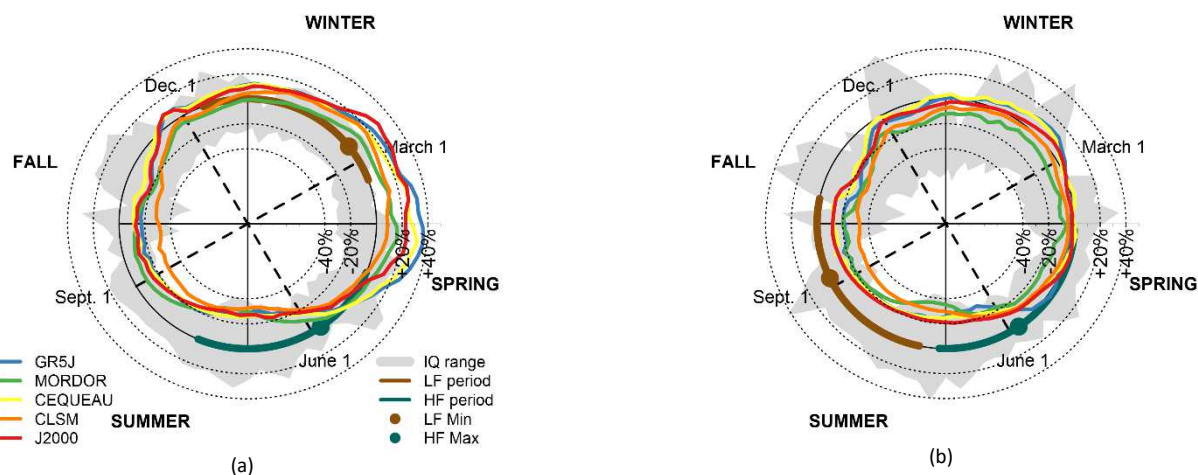 WINTER
Dec. 1
March 1
FALL
-40%
-20%
+20%
+40%
SPRING
Sept. 1
June 1
SUMMER
GR5J
MORDOR
CEQUEAU
CLSM
J2000
IQ range
LF period
HF period
LF Min
HF Max
(a)
WINTER
Dec. 1
March 1
FALL
-40%
-20%
+20%
+40%
SPRING
Sept. 1
June 1
SUMMER
(b)